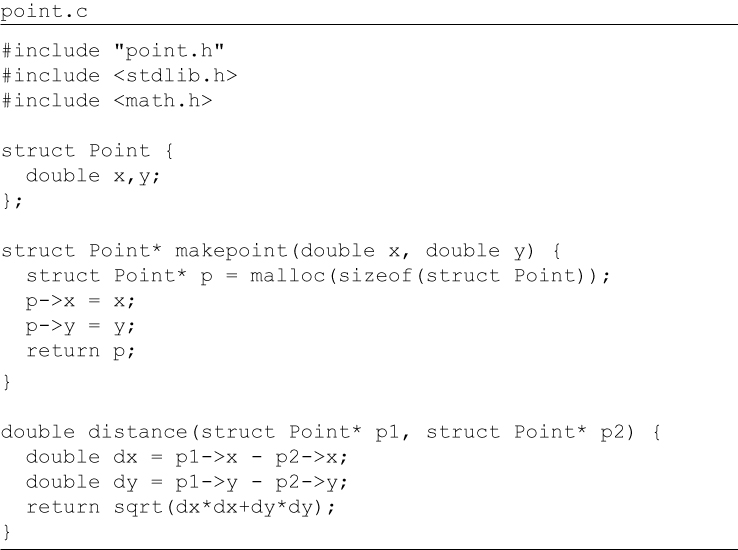 point.c
#include "point.h"
#include <stdlib.h>
#include <math.h>
struct Point {
  double x,y;
};
struct Point* makepoint(double x, double y) {
  struct Point* p = malloc(sizeof(struct Point));
  p->x = x;
  p->y = y;
  return p;
}
double distance(struct Point* p1, struct Point* p2) {
  double dx = p1->x - p2->x;
  double dy = p1->y - p2->y;
  return sqrt(dx*dx+dy*dy);
}